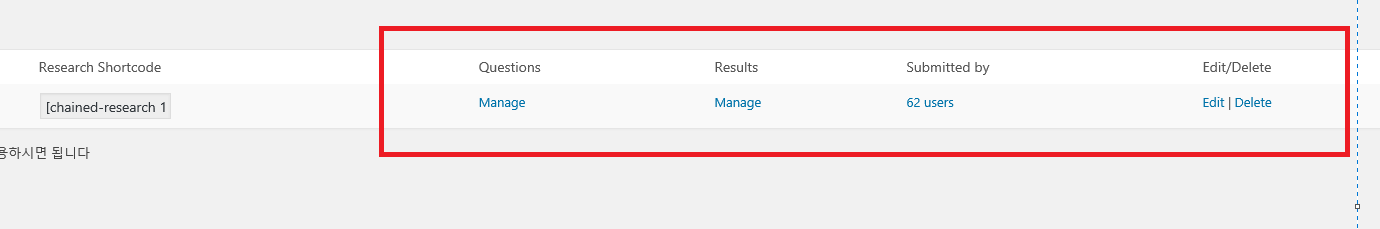 Research Shortcode Questions Results Submitted by Edit/Delete
[chained-research 1 Manage Manage 62 users Edit | Delete
용하시면 됩니다